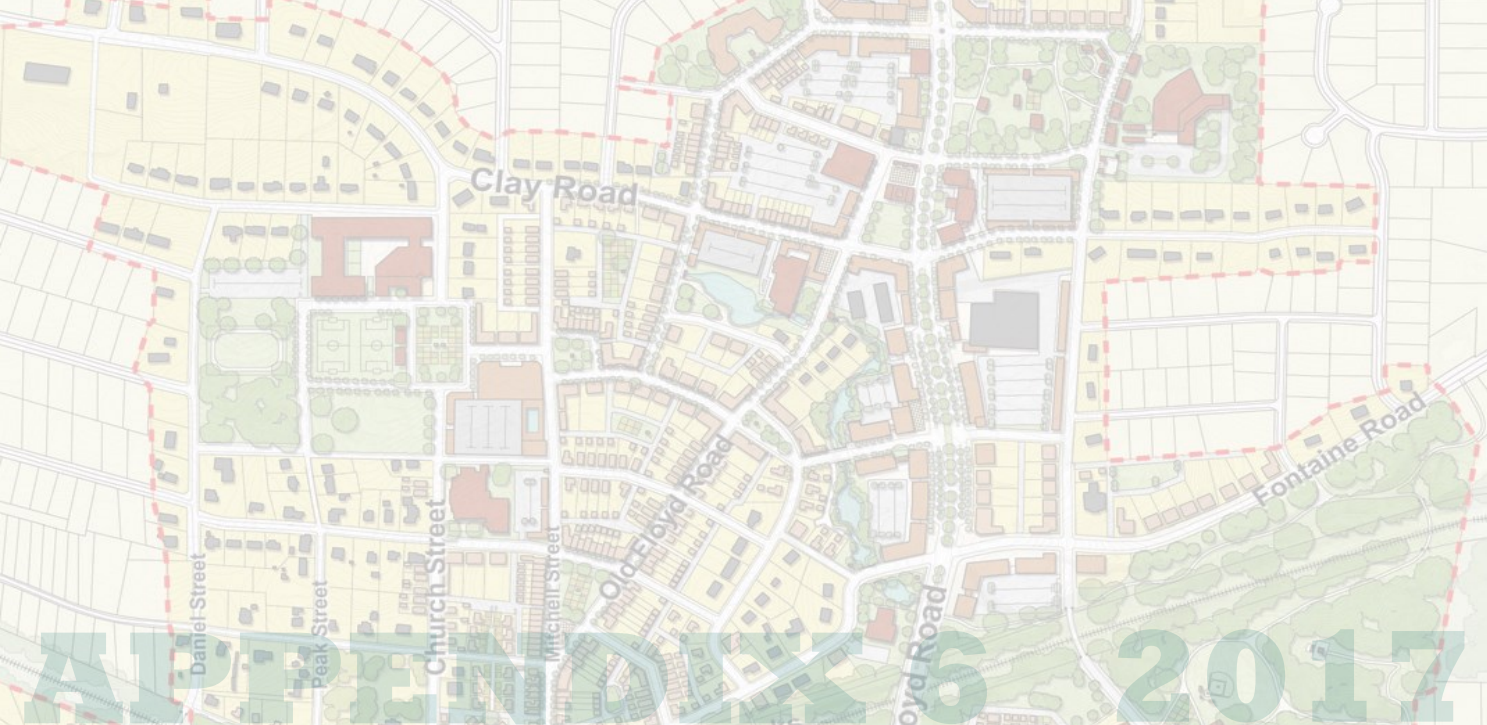 Clay Road
Fontaine Road
Old Floyd Road
Church Street
Mitchell Street
Daniel Street
Peak Street
oyd Road
APPENDIX 6 2017